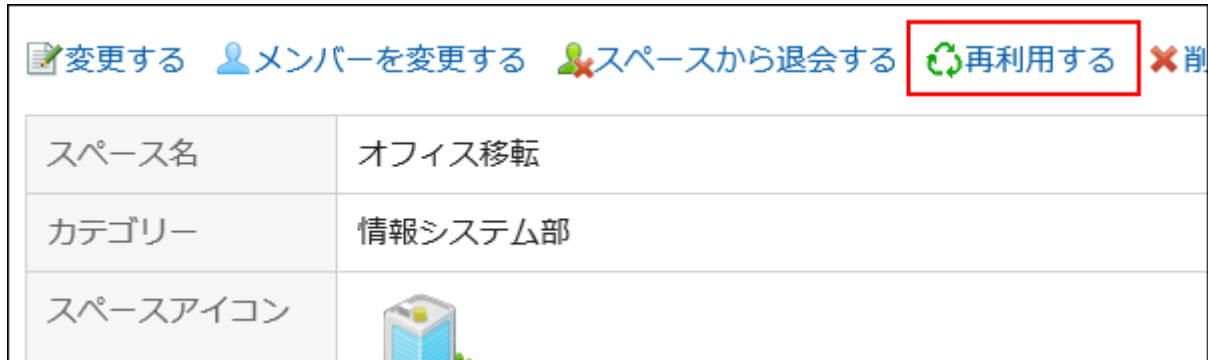 変更する メンバーを変更する スペースから退会する 再利用する 削
スペース名 オフィス移転
カテゴリー 情報システム部
スペースアイコン